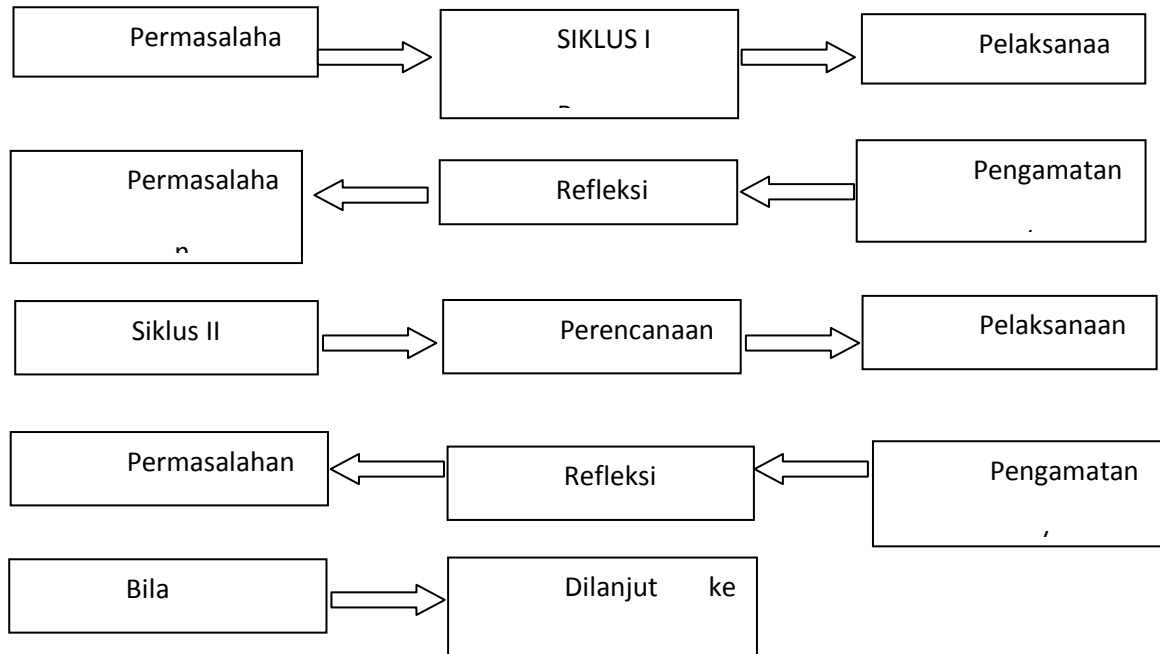 Permasalaha
SIKLUS I
Pelaksanaa
Permasalaha
n
Refleksi
Pengamatan
Siklus II
Perencanaan
Pelaksanaan
Permasalahan
Refleksi
Pengamatan
Bila
Dilanjut ke